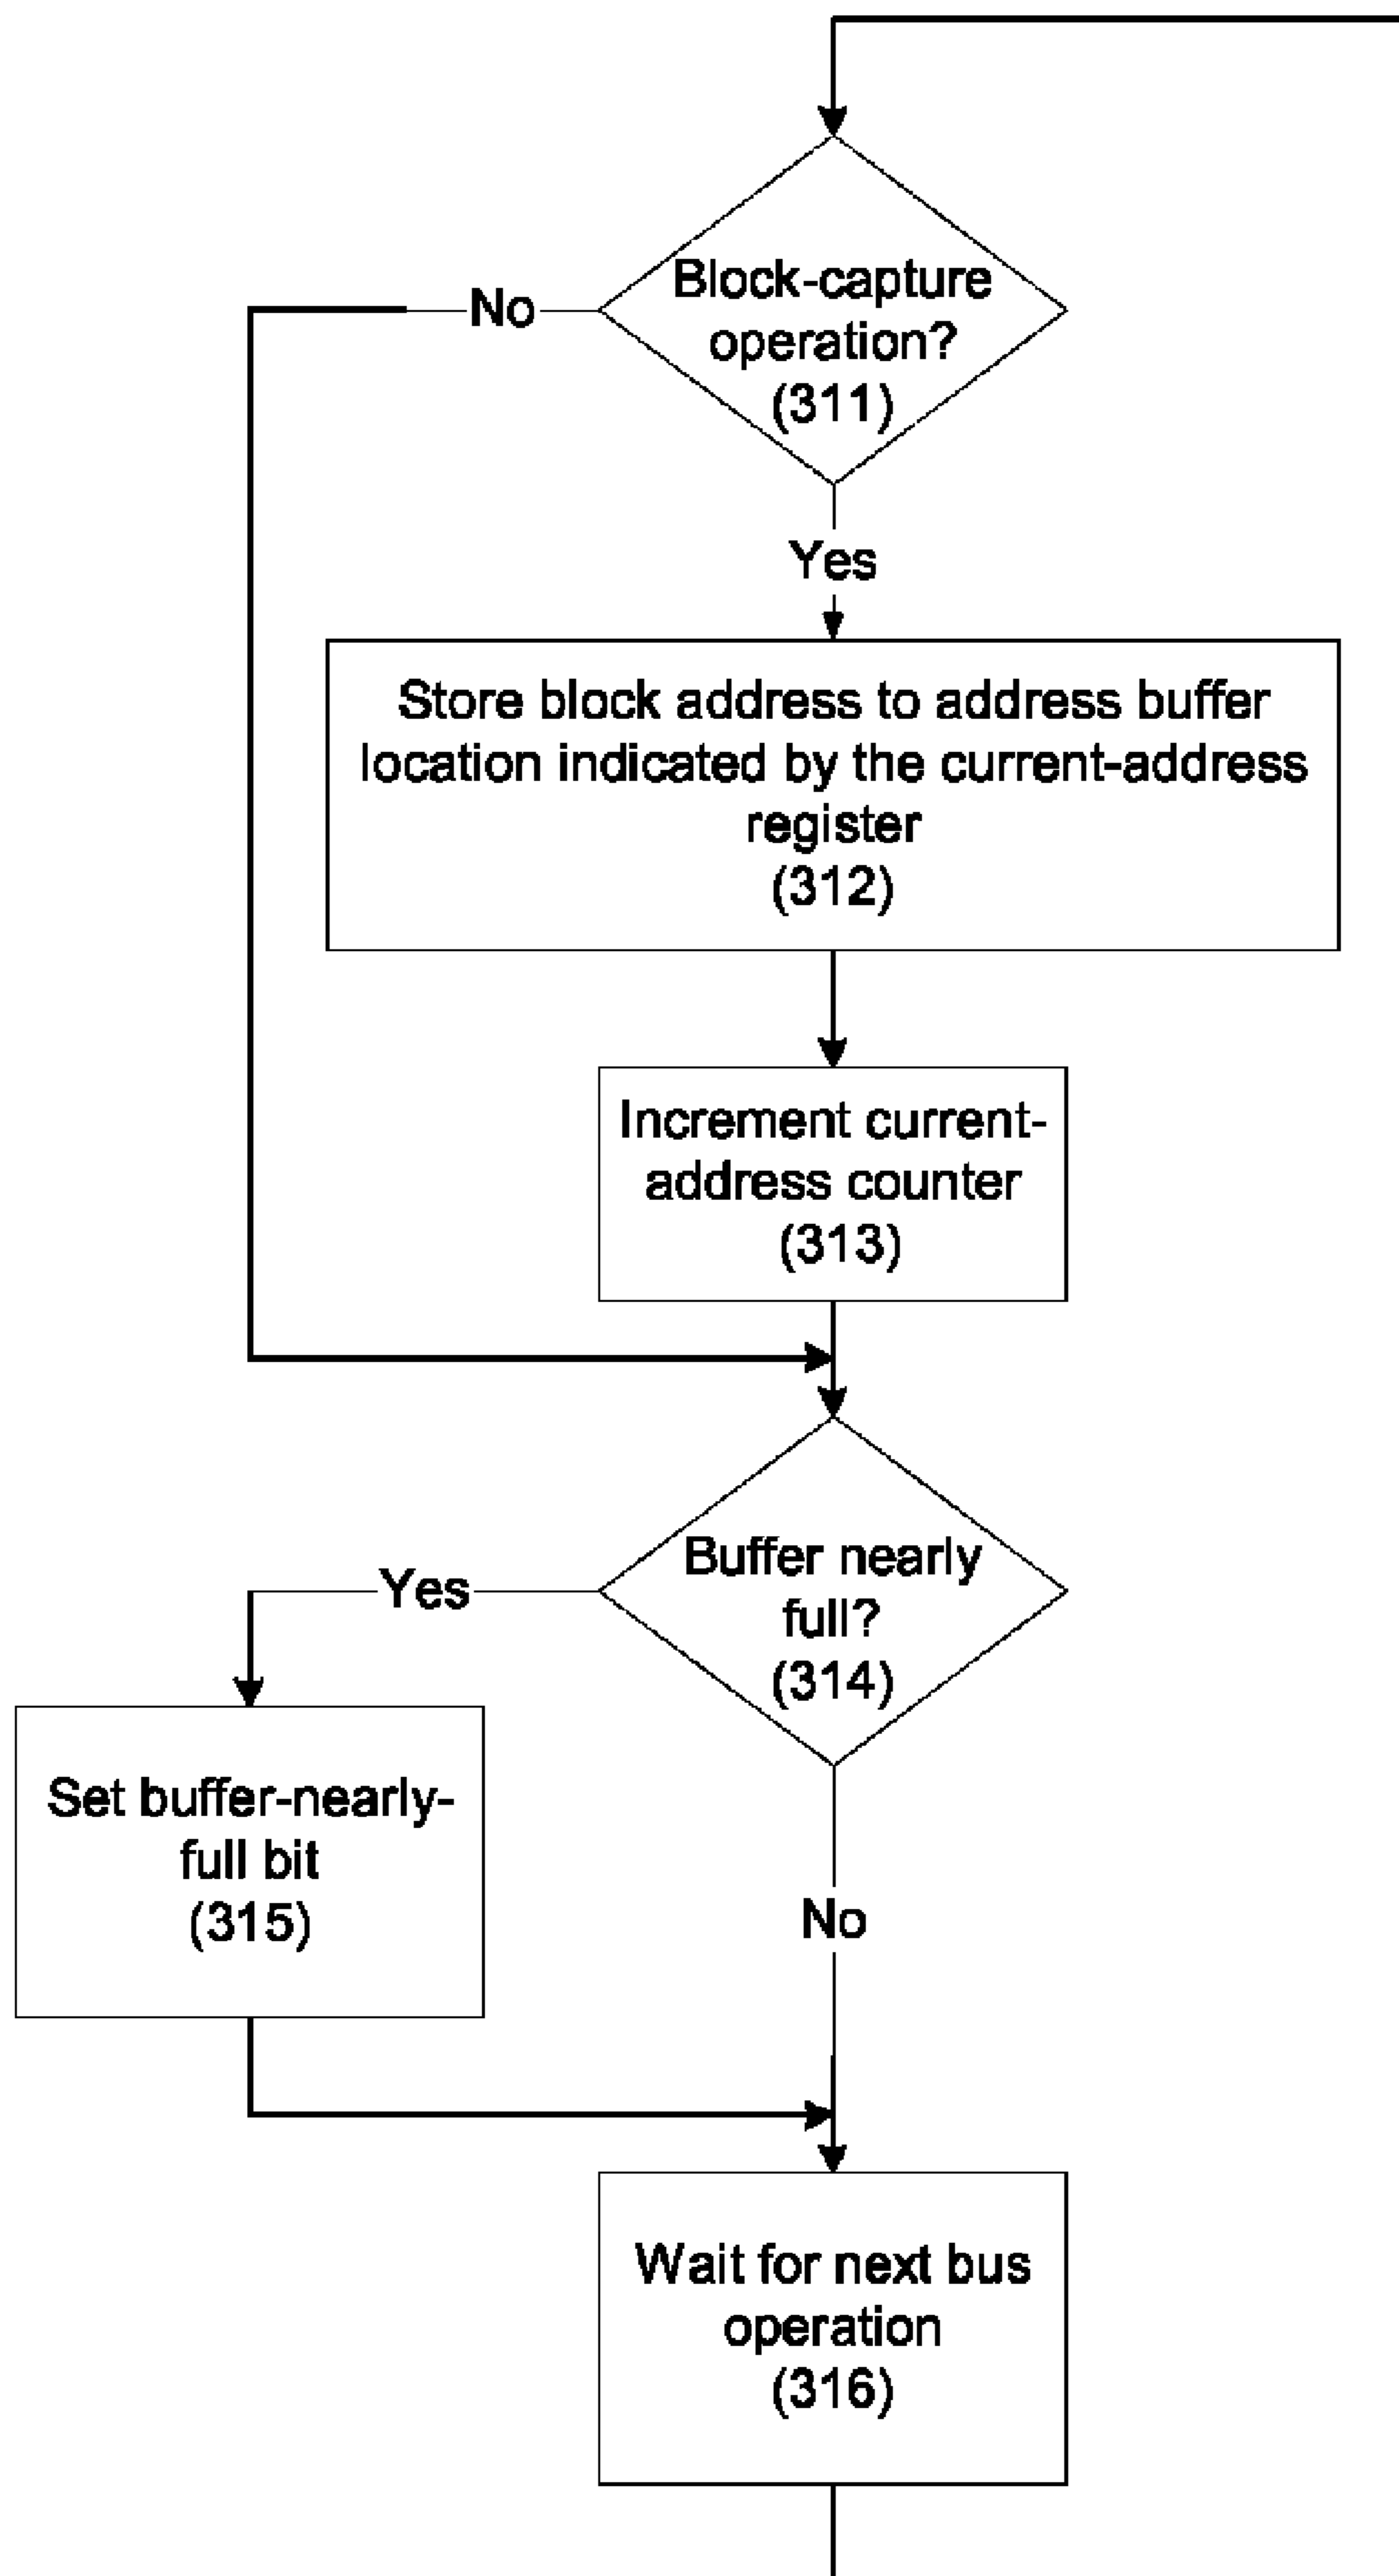 Block-capture
operation?
(311)
No
Yes
Store block address to address buffer
location indicated by the current-address
register
(312)
Increment current-
address counter
(313)
Buffer nearly
full?
(314)
Yes
Set buffer-nearly-
full bit
(315)
No
Wait for next bus
operation
(316)